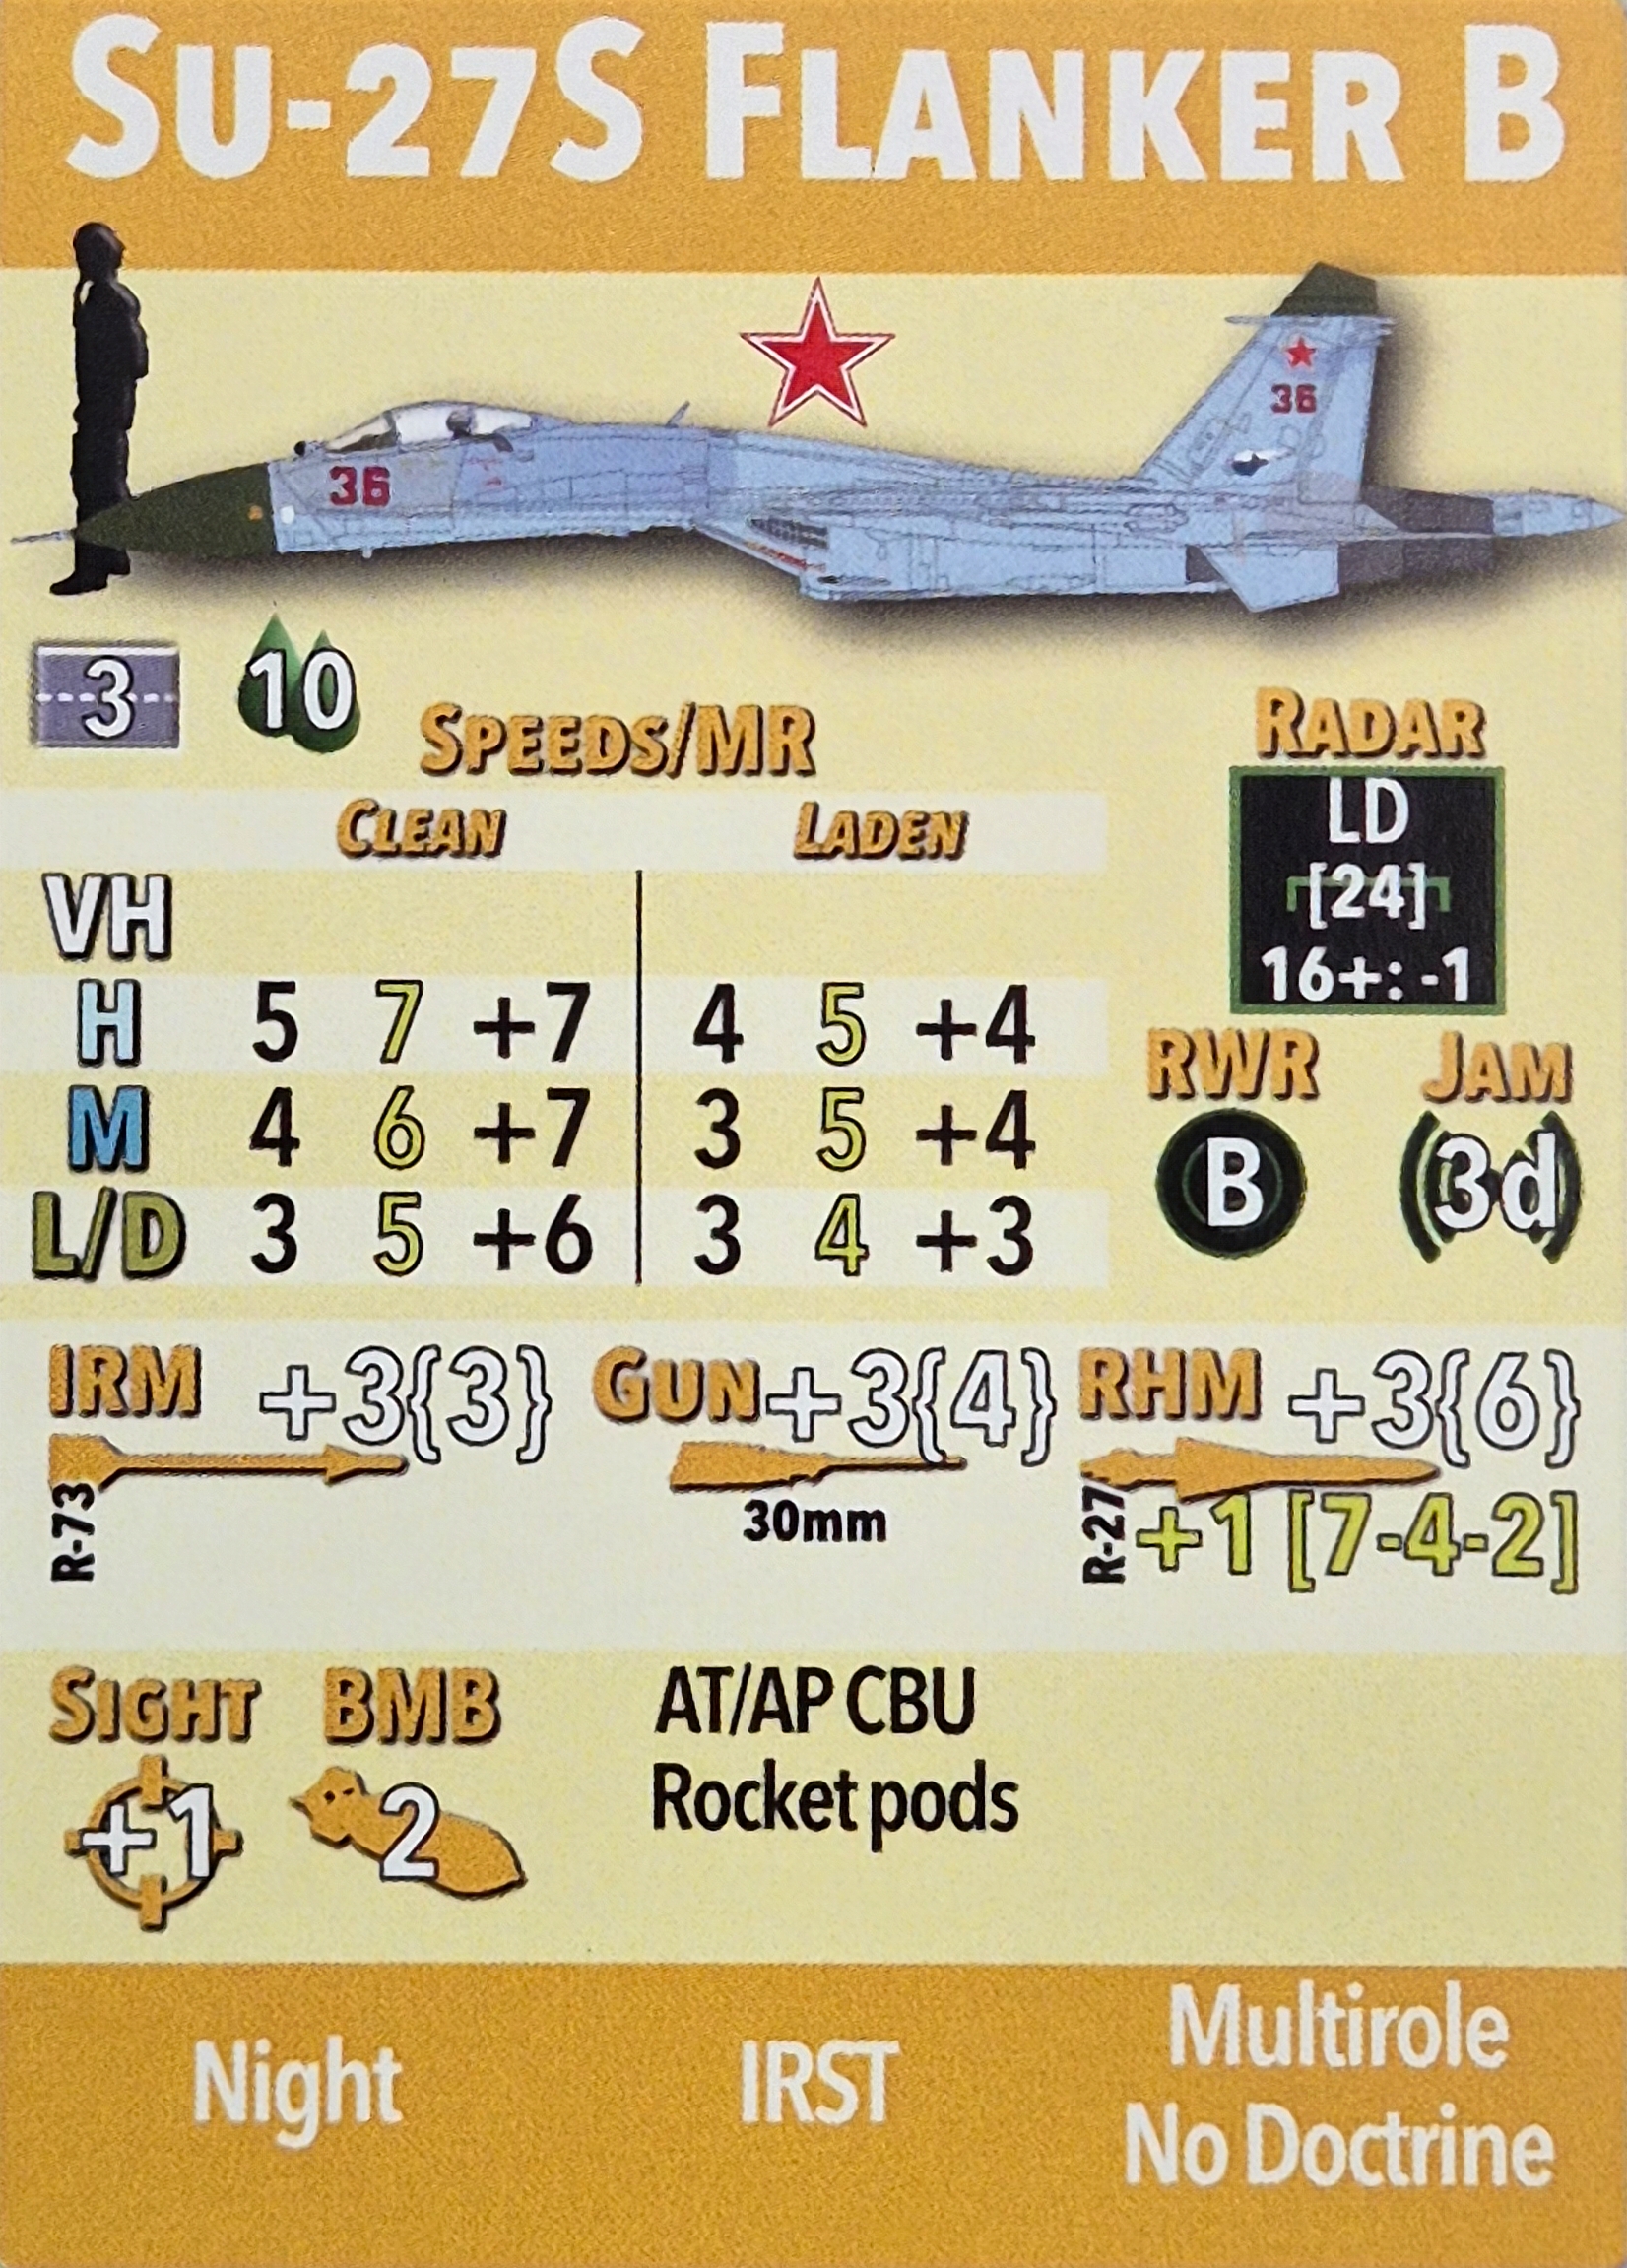 SU-27S FLANKER B
36
36
3 10
SPEEDS/MR
RADAR
CLEAN LADEN
LD
[24]
16+: -1
VH
H 5 7 +7 4 5 +4
M 4 6 +7 3 5 +4
L/D 3 5 +6 3 4 +3
RWR JAM
B 3d
IRM +3{3} GUN +3{4} RHM +3{6}
R-73 30mm R-27 +1 [7-4-2]
SIGHT BMB
+1 2
AT/AP CBU
Rocket pods
Night IRST Multirole
No Doctrine